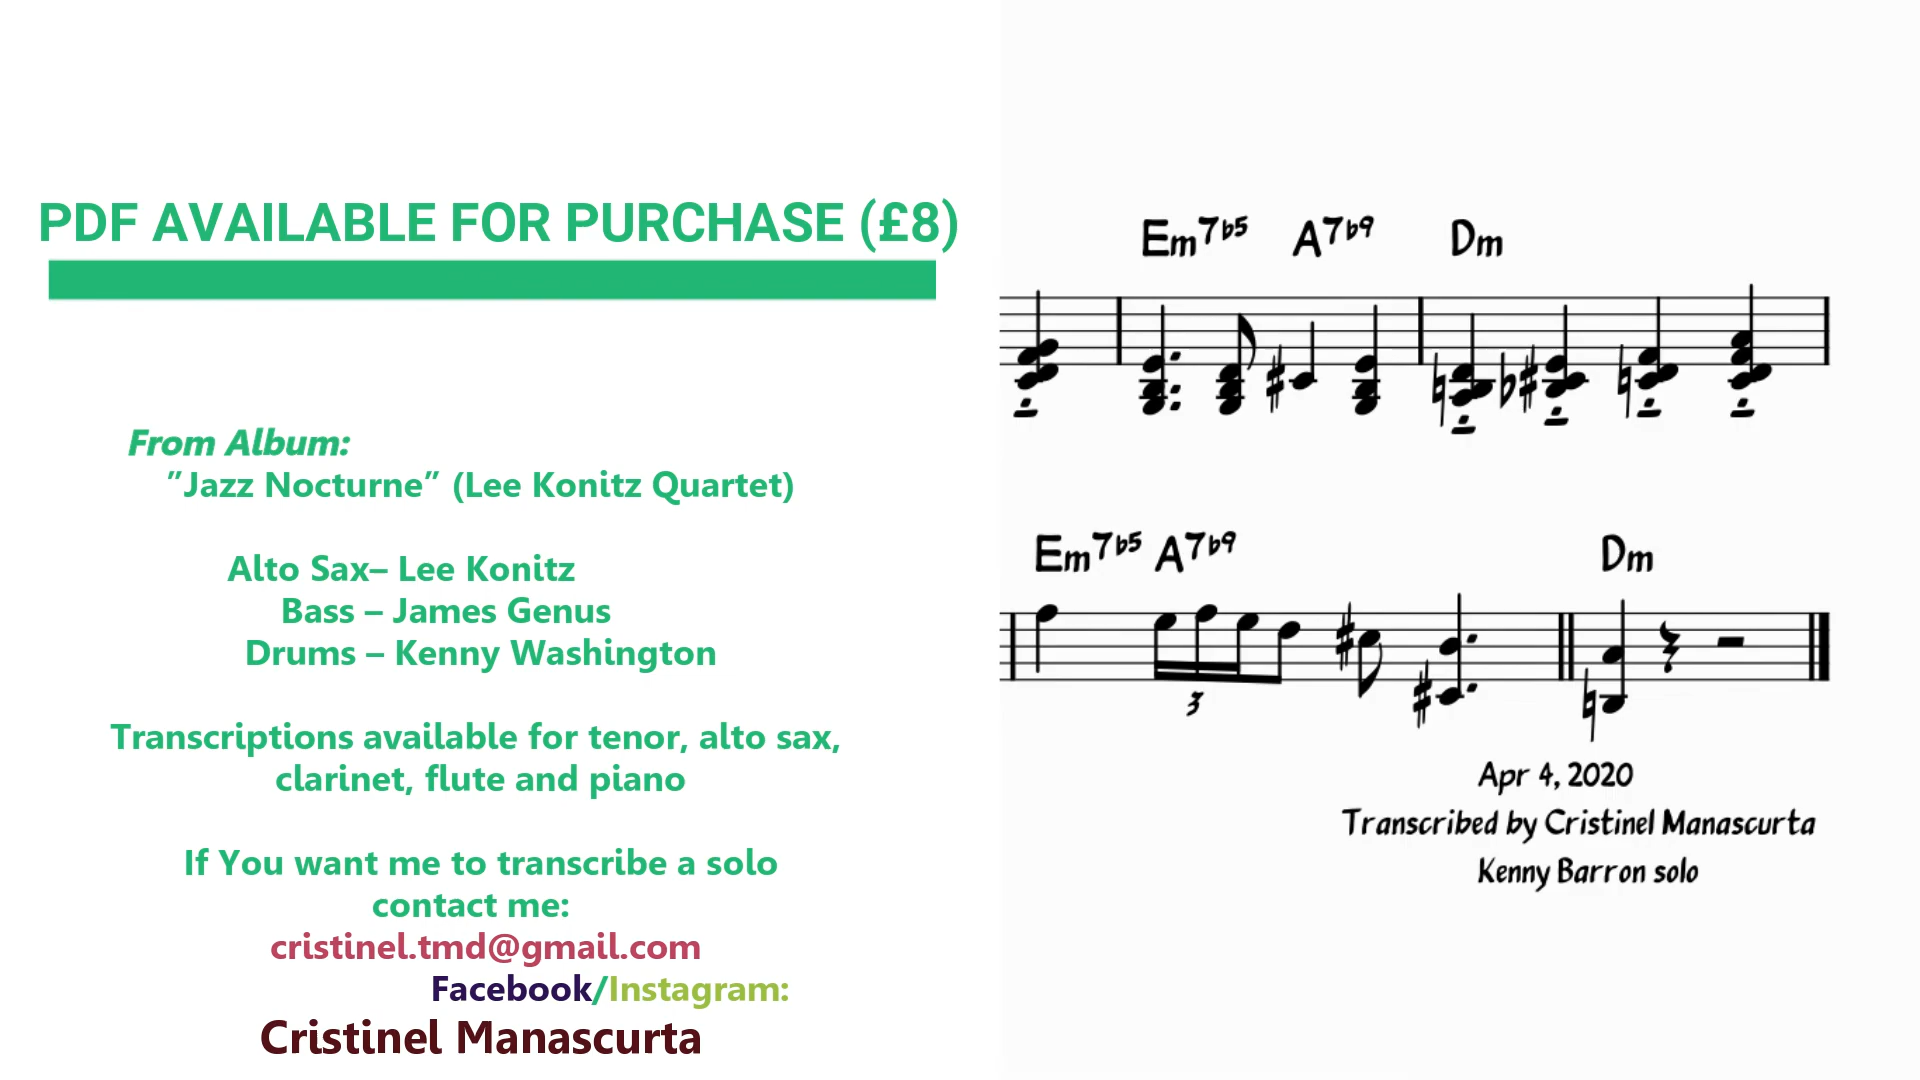 PDF AVAILABLE FOR PURCHASE (£8)
From Album:
”Jazz Nocturne” (Lee Konitz Quartet)
Alto Sax– Lee Konitz
Bass – James Genus
Drums – Kenny Washington
Transcriptions available for tenor, alto sax,
clarinet, flute and piano
If You want me to transcribe a solo
contact me:
cristinel.tmd@gmail.com
Facebook/Instagram:
Cristinel Manascurta
Em7b5 A7b9 Dm
Em7b5 A7b9 Dm
3
Apr 4, 2020
Transcribed by Cristinel Manascurta
Kenny Barron solo